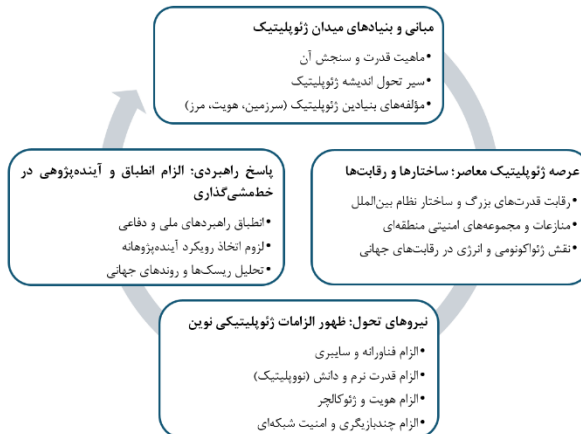 مبانی و بنیادهای میدان ژئوپلیتیک
•ماهیت قدرت و سنجش آن
•سیر تحول اندیشه ژئوپلیتیک
•مؤلفه‌های بنیادین ژئوپلیتیک (سرزمین، هویت، مرز)
عرصه ژئوپلیتیک معاصر؛ ساختارها و رقابت‌ها
•رقابت قدرت‌های بزرگ و ساختار نظام بین‌الملل
•منازعات و مجموعه‌های امنیتی منطقه‌ای
•نقش ژئواکونومی و انرژی در رقابت‌های جهانی
نیروهای تحول؛ ظهور الزامات ژئوپلیتیکی نوین
•الزام فناورانه و سایبری
•الزام قدرت نرم و دانش (نووپلیتیک)
•الزام هویت و ژئوکالچر
•الزام چندبازیگری و امنیت شبکه‌ای
پاسخ راهبردی؛ الزام انطباق و آینده‌پژوهی در
خط‌مشی‌گذاری
•انطباق راهبردهای ملی و دفاعی
•لزوم اتخاذ رویکرد آینده‌پژوهانه
•تحلیل ریسک‌ها و روندهای جهانی